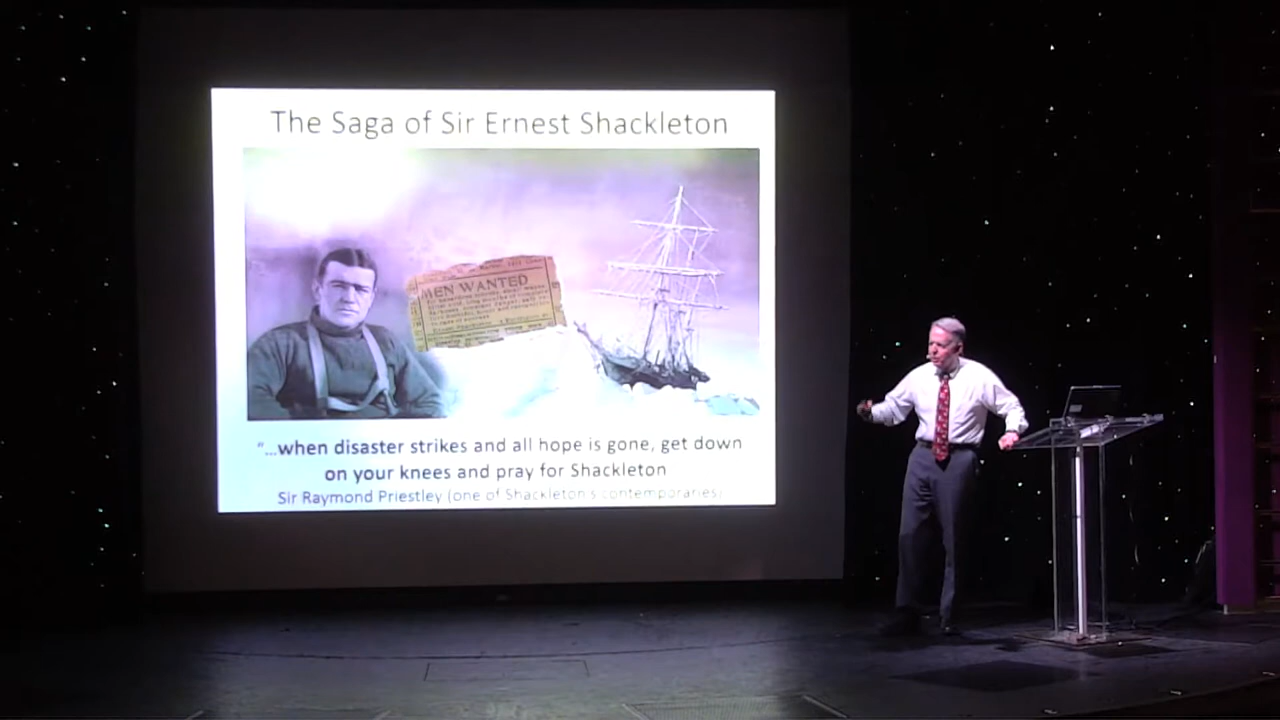 The Saga of Sir Ernest Shackleton
MEN WANTED
"...when disaster strikes and all hope is gone, get down
on your knees and pray for Shackleton
Sir Raymond Priestley (one of Shackleton's contemporaries)